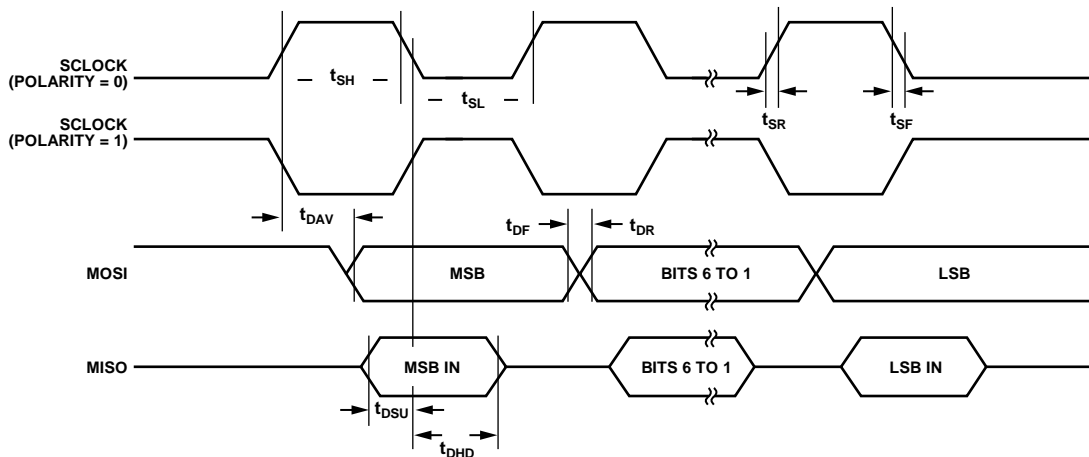 SCLOCK
(POLARITY = 0)
tSH
tSL
tSR
tSF
SCLOCK
(POLARITY = 1)
tDAV
tDF
tDR
MOSI
MSB
BITS 6 TO 1
LSB
MISO
MSB IN
BITS 6 TO 1
LSB IN
tDSU
tDHD